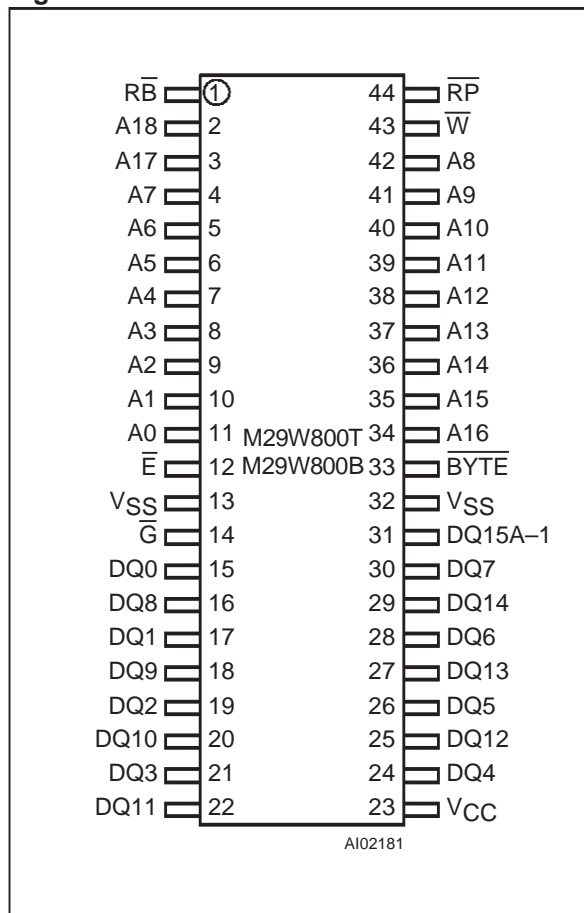 RB̅ 1 44 R̅P̅
A18 2 43 W̅
A17 3 42 A8
A7 4 41 A9
A6 5 40 A10
A5 6 39 A11
A4 7 38 A12
A3 8 37 A13
A2 9 36 A14
A1 10 35 A15
A0 11 M29W800T 34 A16
E̅ 12 M29W800B 33 B̅Y̅T̅E̅
VSS 13 32 VSS
G̅ 14 31 DQ15A–1
DQ0 15 30 DQ7
DQ8 16 29 DQ14
DQ1 17 28 DQ6
DQ9 18 27 DQ13
DQ2 19 26 DQ5
DQ10 20 25 DQ12
DQ3 21 24 DQ4
DQ11 22 23 VCC
AI02181